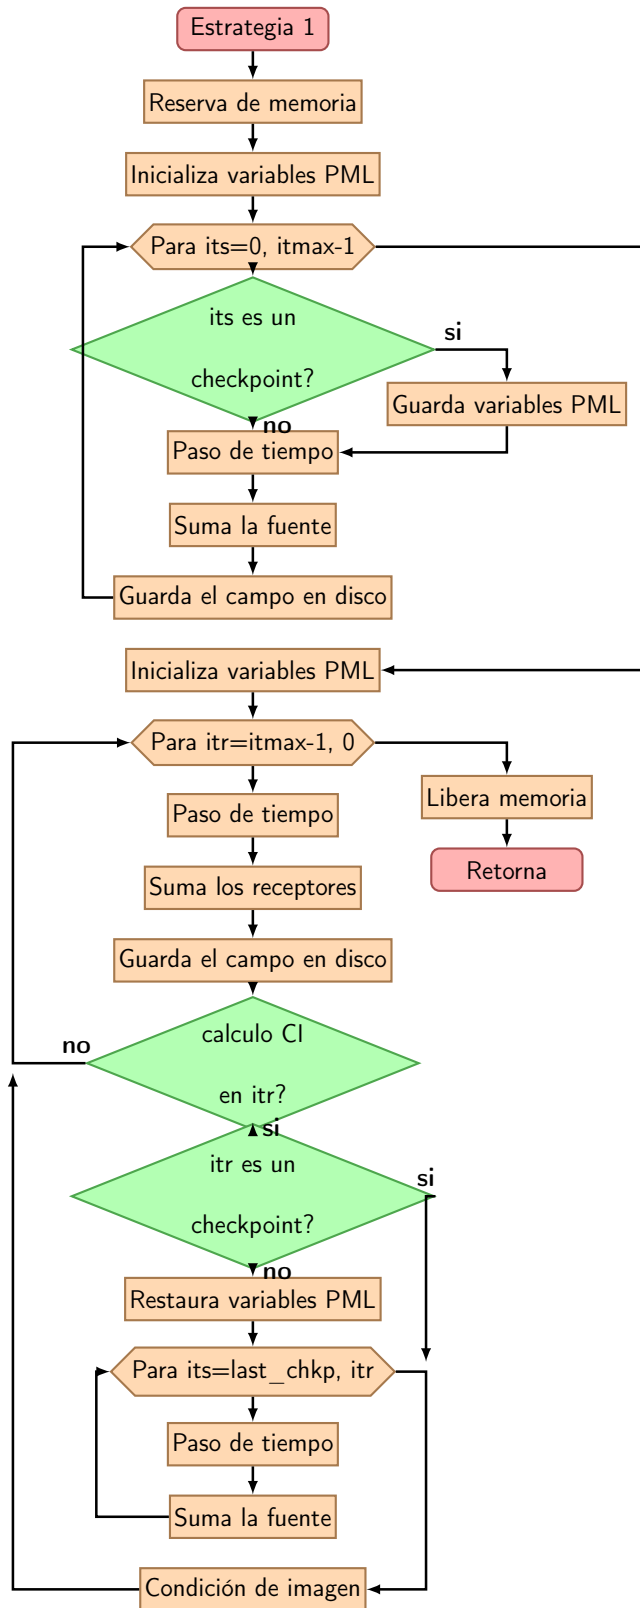 Estrategia 1
Reserva de memoria
Inicializa variables PML
Para its=0, itmax-1
its es un
checkpoint?
si
Guarda variables PML
no
Paso de tiempo
Suma la fuente
Guarda el campo en disco
Inicializa variables PML
Para itr=itmax-1, 0
Libera memoria
Retorna
Paso de tiempo
Suma los receptores
Guarda el campo en disco
calculo CI
en itr?
no
si
itr es un
checkpoint?
si
no
Restaura variables PML
Para its=last_chkp, itr
Paso de tiempo
Suma la fuente
Condición de imagen